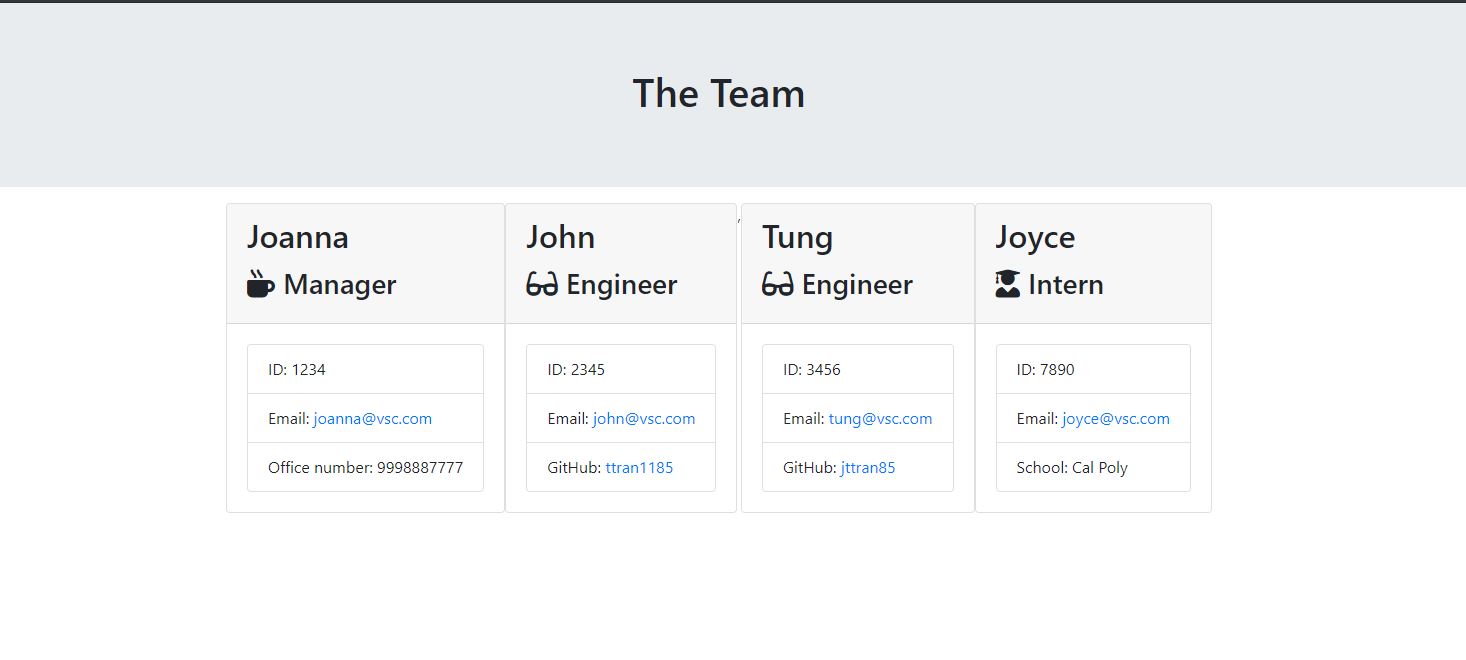 The Team
Joanna
Manager
ID: 1234
Email: joanna@vsc.com
Office number: 9998887777
John
Engineer
ID: 2345
Email: john@vsc.com
GitHub: ttran1185
,
Tung
Engineer
ID: 3456
Email: tung@vsc.com
GitHub: jttran85
Joyce
Intern
ID: 7890
Email: joyce@vsc.com
School: Cal Poly